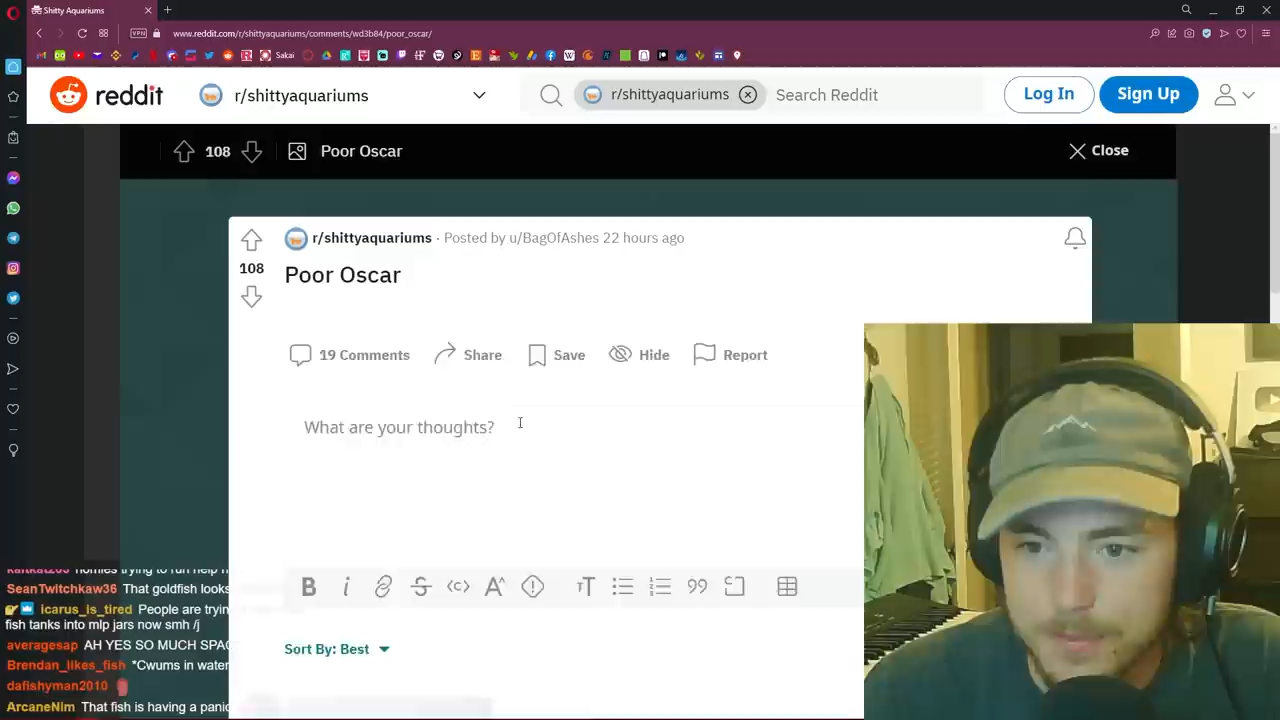 Shitty Aquariums
VPN
www.reddit.com/r/shittyaquariums/comments/wd3b84/poor_oscar/
Sakai
reddit
r/shittyaquariums
r/shittyaquariums
Search Reddit
Log In
Sign Up
108
Poor Oscar
Close
r/shittyaquariums · Posted by u/BagOfAshes 22 hours ago
108
Poor Oscar
19 Comments
Share
Save
Hide
Report
What are your thoughts?
B i
Sort By: Best
SeanTwitchkaw36 That goldfish looks
icarus_is_tired People are tryin
fish tanks into mlp jars now smh /j
averagesap AH YES SO MUCH SPA
Brendan_likes_fish *Cwums in water
dafishyman2010
ArcaneNim That fish is having a panic